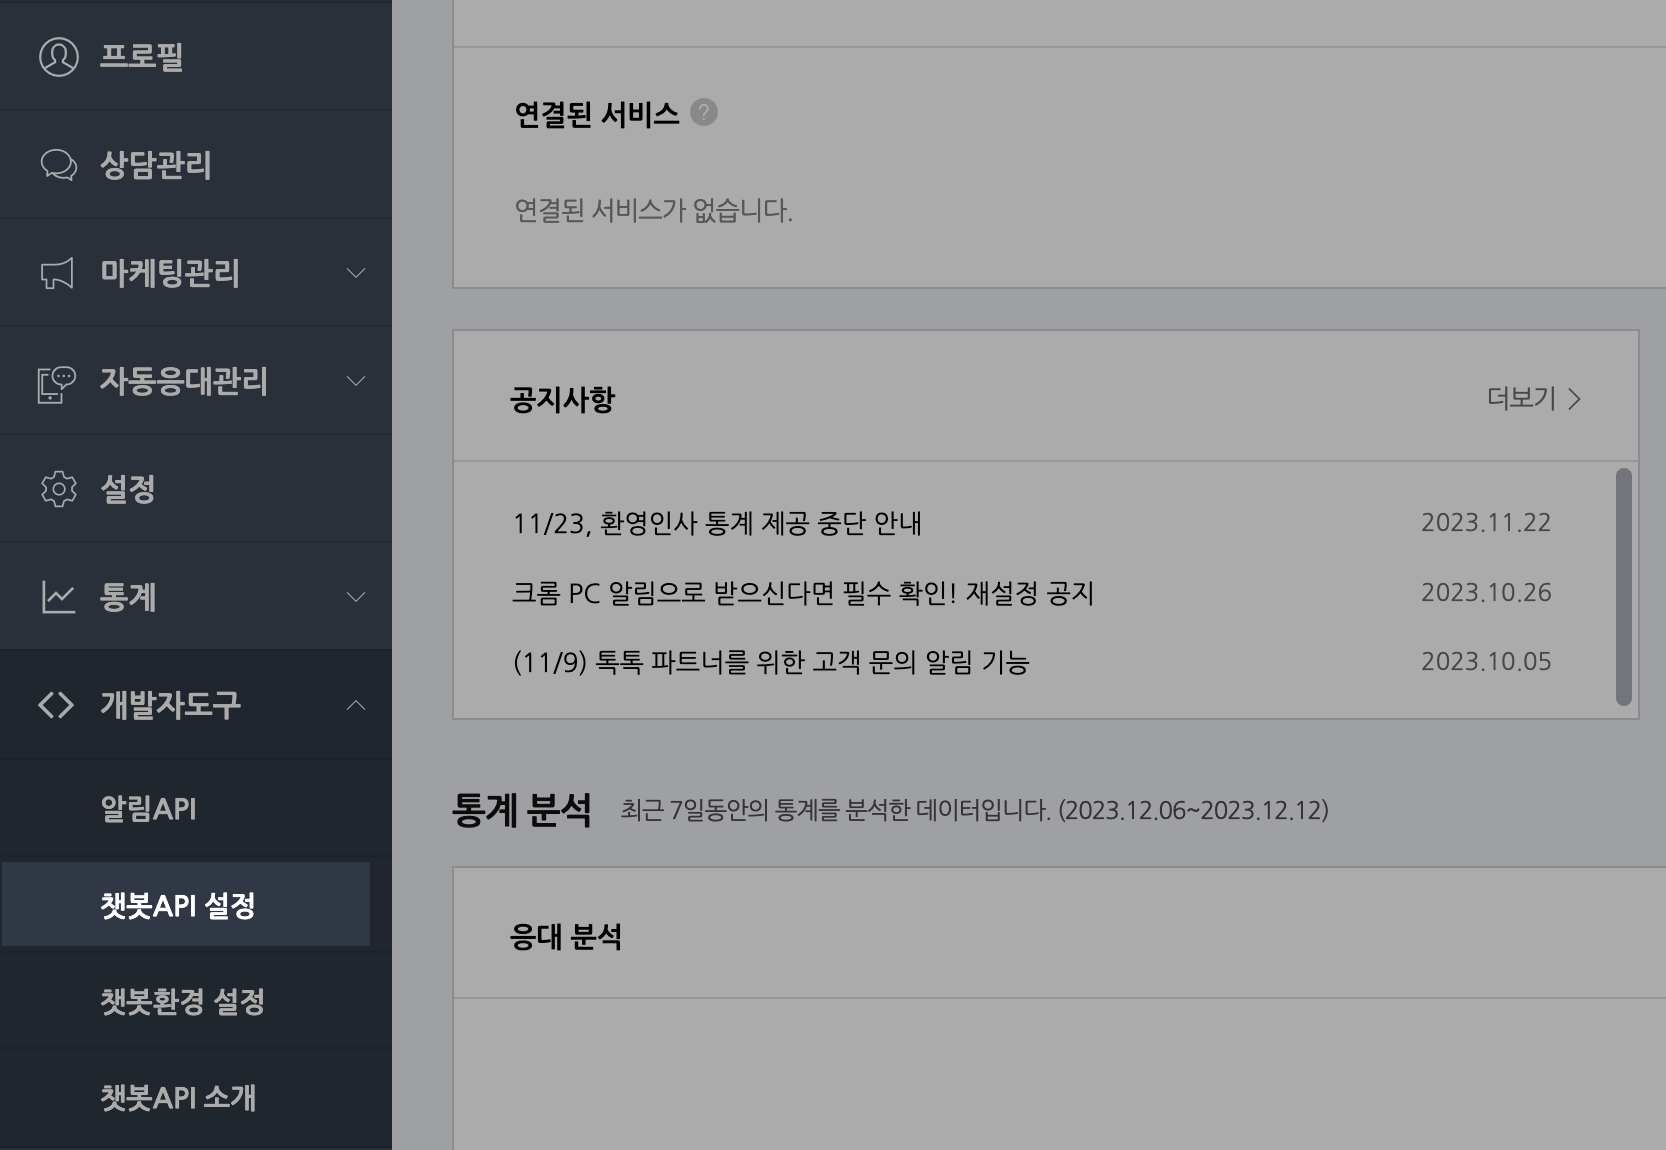 프로필
상담관리
마케팅관리
자동응대관리
설정
통계
개발자도구
알림API
챗봇API 설정
챗봇환경 설정
챗봇API 소개
연결된 서비스 ?
연결된 서비스가 없습니다.
공지사항 더보기
11/23, 환영인사 통계 제공 중단 안내 2023.11.22
크롬 PC 알림으로 받으신다면 필수 확인! 재설정 공지 2023.10.26
(11/9) 톡톡 파트너를 위한 고객 문의 알림 기능 2023.10.05
통계 분석 최근 7일동안의 통계를 분석한 데이터입니다. (2023.12.06~2023.12.12)
응대 분석